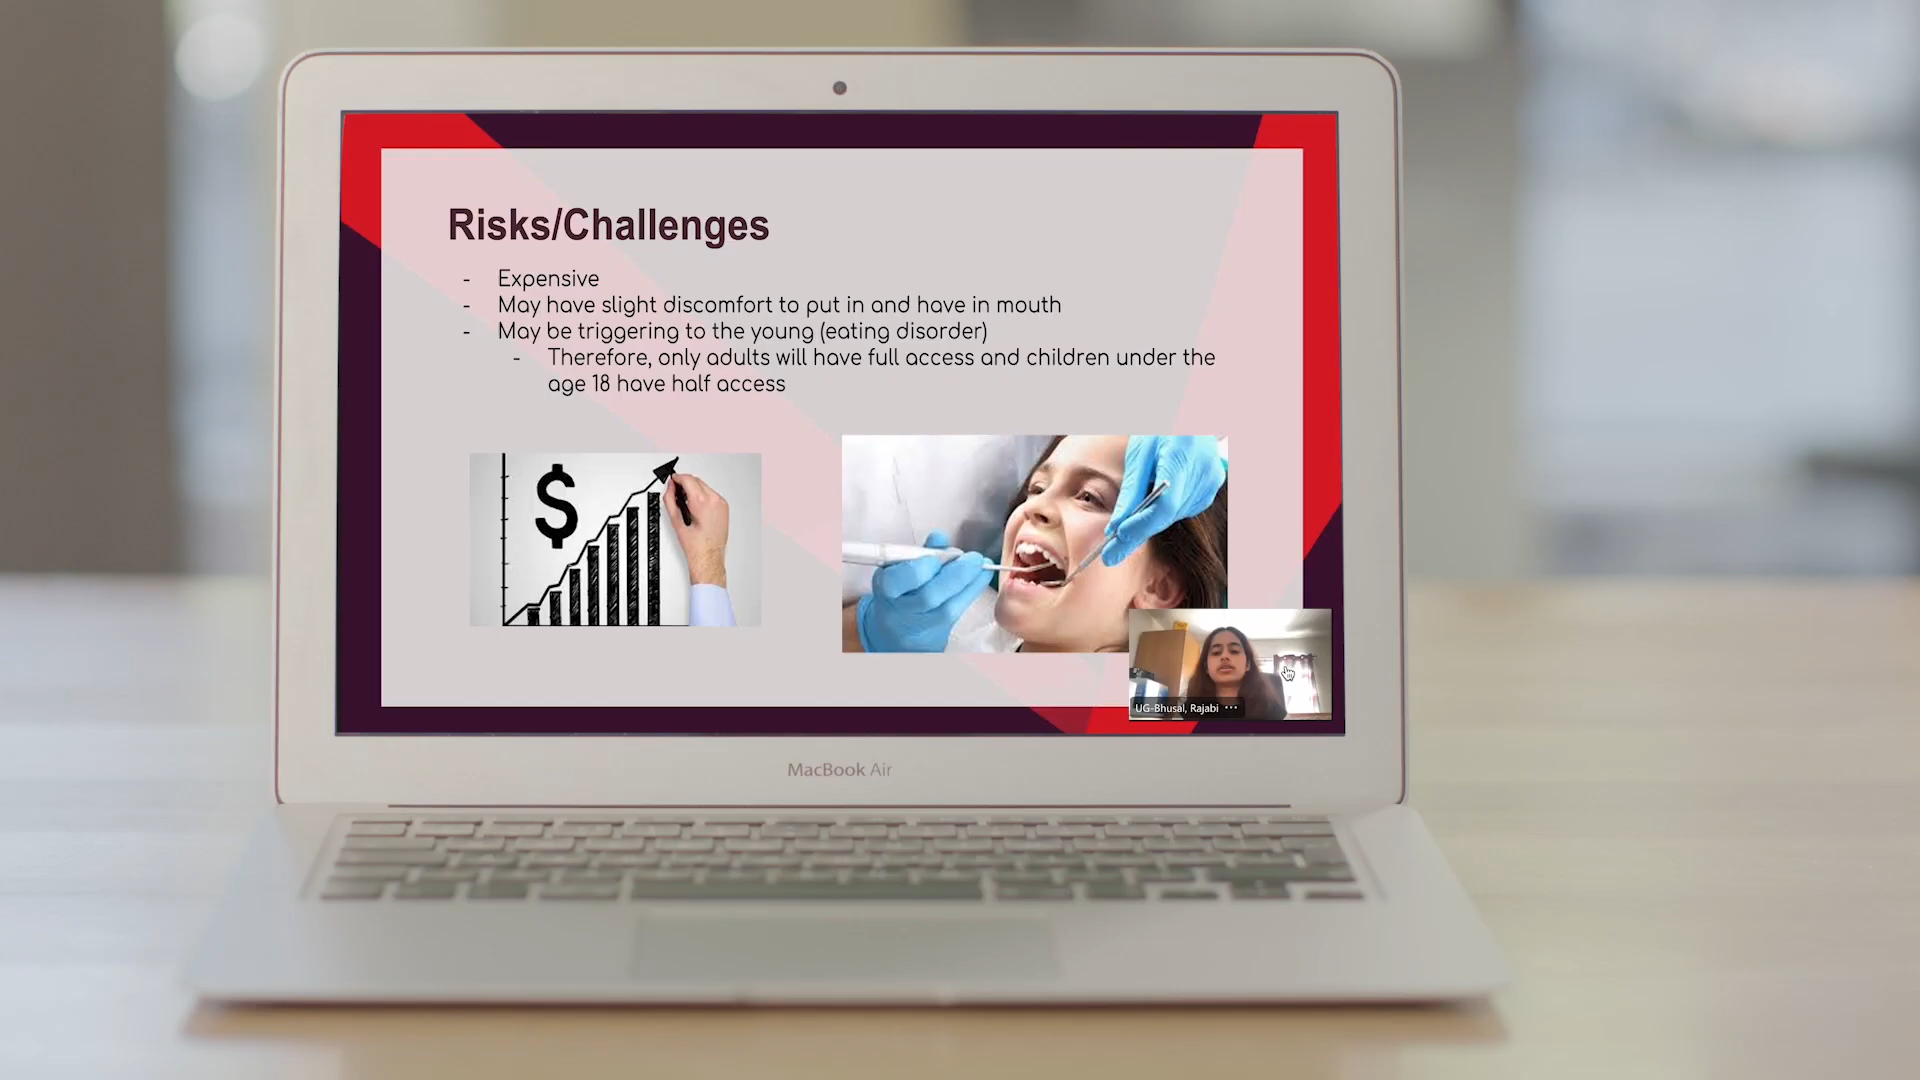 Risks/Challenges
- Expensive
- May have slight discomfort to put in and have in mouth
- May be triggering to the young (eating disorder)
- Therefore, only adults will have full access and children under the
age 18 have half access
$
UG-Bhusal, Rajabi ...
MacBook Air